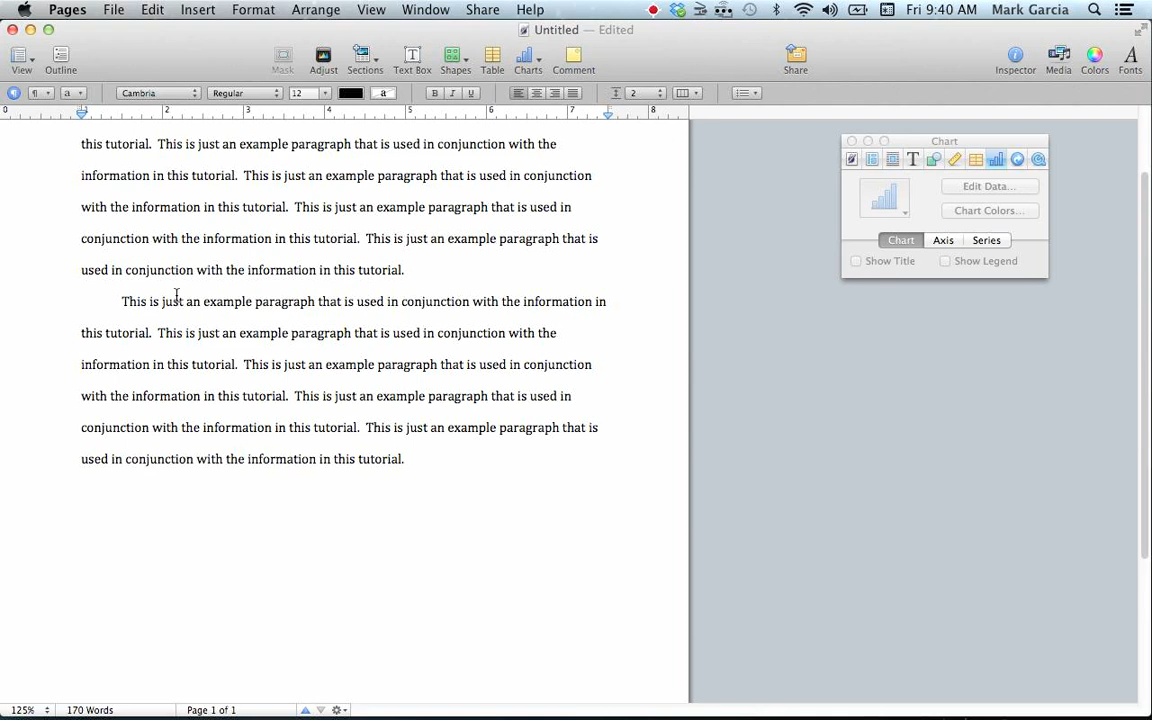 Pages File Edit Insert Format Arrange View Window Share Help Fri 9:40 AM Mark Garcia
Untitled — Edited
View Outline Mask Adjust Sections Text Box Shapes Table Charts Comment Share Inspector Media Colors Fonts
Cambria Regular 12 B I U 2
0 2 3 4 5 6 7 8
this tutorial. This is just an example paragraph that is used in conjunction with the
information in this tutorial. This is just an example paragraph that is used in conjunction
with the information in this tutorial. This is just an example paragraph that is used in
conjunction with the information in this tutorial. This is just an example paragraph that is
used in conjunction with the information in this tutorial.
This is just an example paragraph that is used in conjunction with the information in
this tutorial. This is just an example paragraph that is used in conjunction with the
information in this tutorial. This is just an example paragraph that is used in conjunction
with the information in this tutorial. This is just an example paragraph that is used in
conjunction with the information in this tutorial. This is just an example paragraph that is
used in conjunction with the information in this tutorial.
Chart
Edit Data...
Chart Colors...
Chart Axis Series
Show Title Show Legend
125% 170 Words Page 1 of 1